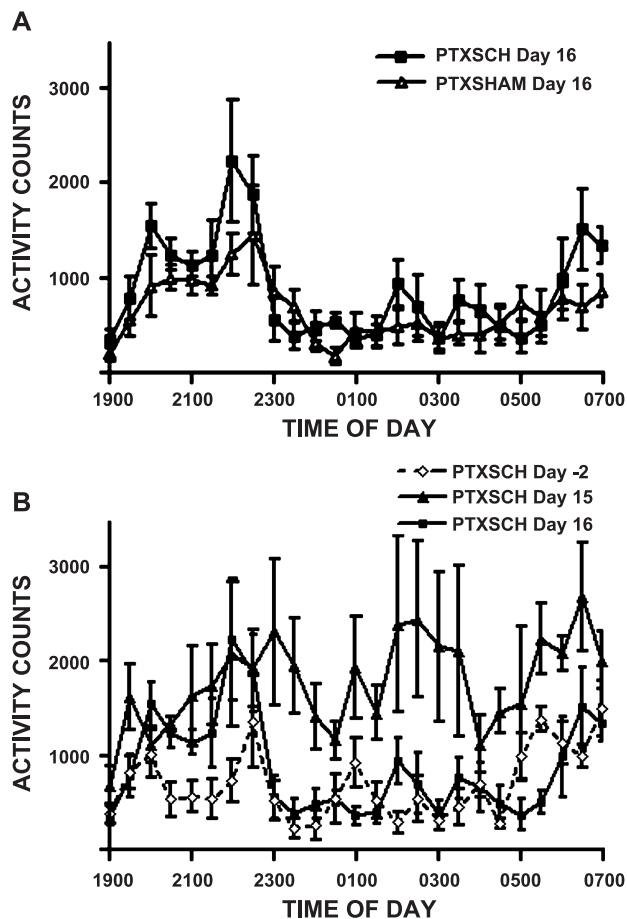 A
PTXSCH Day 16
PTXSHAM Day 16
ACTIVITY COUNTS
3000
2000
1000
1900 2100 2300 0100 0300 0500 0700
TIME OF DAY
B
PTXSCH Day -2
PTXSCH Day 15
PTXSCH Day 16
ACTIVITY COUNTS
3000
2000
1000
1900 2100 2300 0100 0300 0500 0700
TIME OF DAY